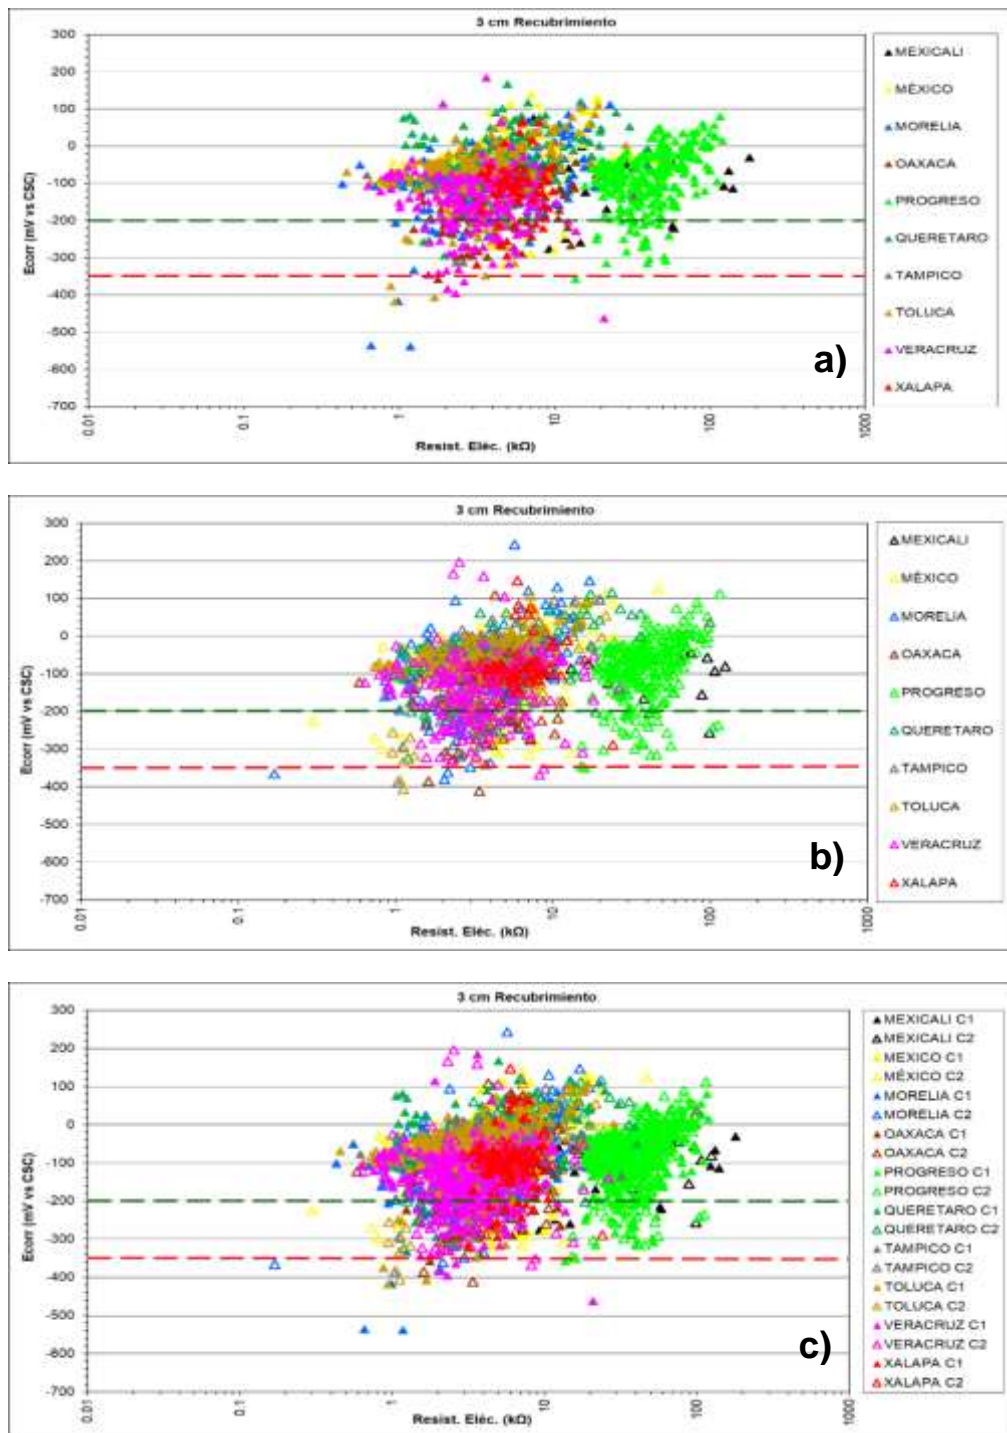 3 cm Recubrimiento
Ecorr (mV vs CSC)
300
200
100
0
-100
-200
-300
-400
-500
-600
-700
0.01
0.1
1
10
100
1000
Resist. Eléc. (kΩ)
MEXICALI
MÉXICO
MORELIA
OAXACA
PROGRESO
QUERETARO
TAMPICO
TOLUCA
VERACRUZ
XALAPA
a)
3 cm Recubrimiento
Ecorr (mV vs CSC)
300
200
100
0
-100
-200
-300
-400
-500
-600
-700
0.01
0.1
1
10
100
1000
Resist. Eléc. (kΩ)
MEXICALI
MÉXICO
MORELIA
OAXACA
PROGRESO
QUERETARO
TAMPICO
TOLUCA
VERACRUZ
XALAPA
b)
3 cm Recubrimiento
Ecorr (mV vs CSC)
300
200
100
0
-100
-200
-300
-400
-500
-600
-700
0.01
0.1
1
10
100
1000
Resist. Eléc. (kΩ)
MEXICALI C1
MEXICALI C2
MEXICO C1
MÉXICO C2
MORELIA C1
MORELIA C2
OAXACA C1
OAXACA C2
PROGRESO C1
PROGRESO C2
QUERETARO C1
QUERETARO C2
TAMPICO C1
TAMPICO C2
TOLUCA C1
TOLUCA C2
VERACRUZ C1
VERACRUZ C2
XALAPA C1
XALAPA C2
c)